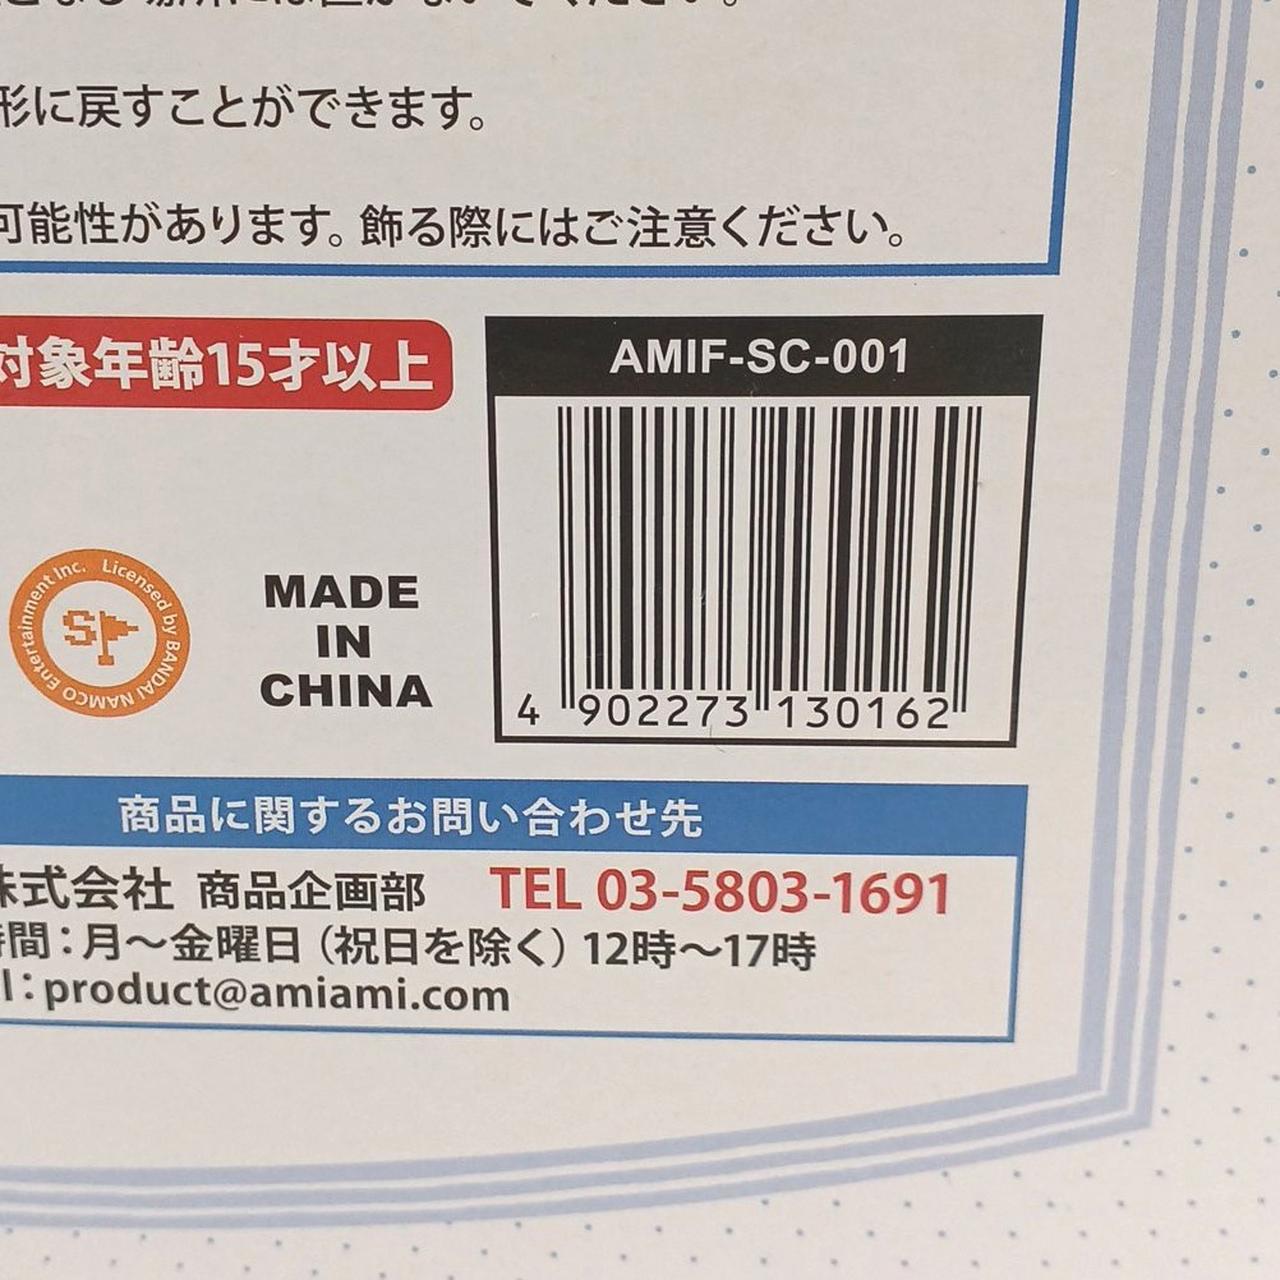 形に戻すことができます。
可能性があります。飾る際にはご注意ください。
対象年齢15才以上
AMIF-SC-001
Licensed by BANDAI NAMCO Entertainment Inc.
SP
MADE
IN
CHINA
4 902273 130162
商品に関するお問い合わせ先
株式会社 商品企画部 TEL 03-5803-1691
時間：月〜金曜日（祝日を除く）12時〜17時
l：product@amiami.com